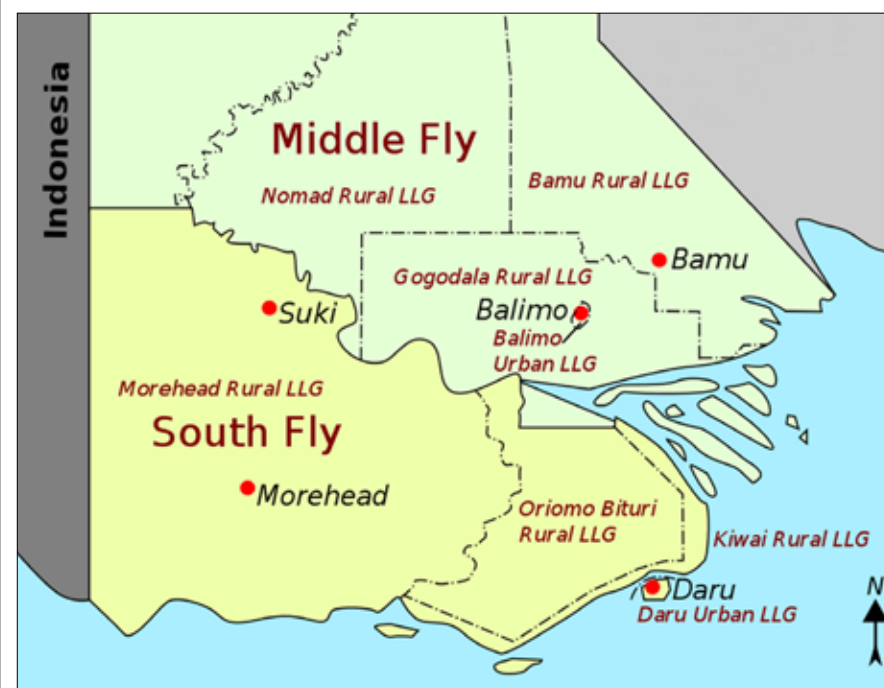 Indonesia
Middle Fly
Nomad Rural LLG
Bamu Rural LLG
Bamu
Gogodala Rural LLG
Balimo
Balimo
Urban LLG
Suki
Morehead Rural LLG
South Fly
Morehead
Oriomo Bituri
Rural LLG
Kiwai Rural LLG
Daru
Daru Urban LLG
N